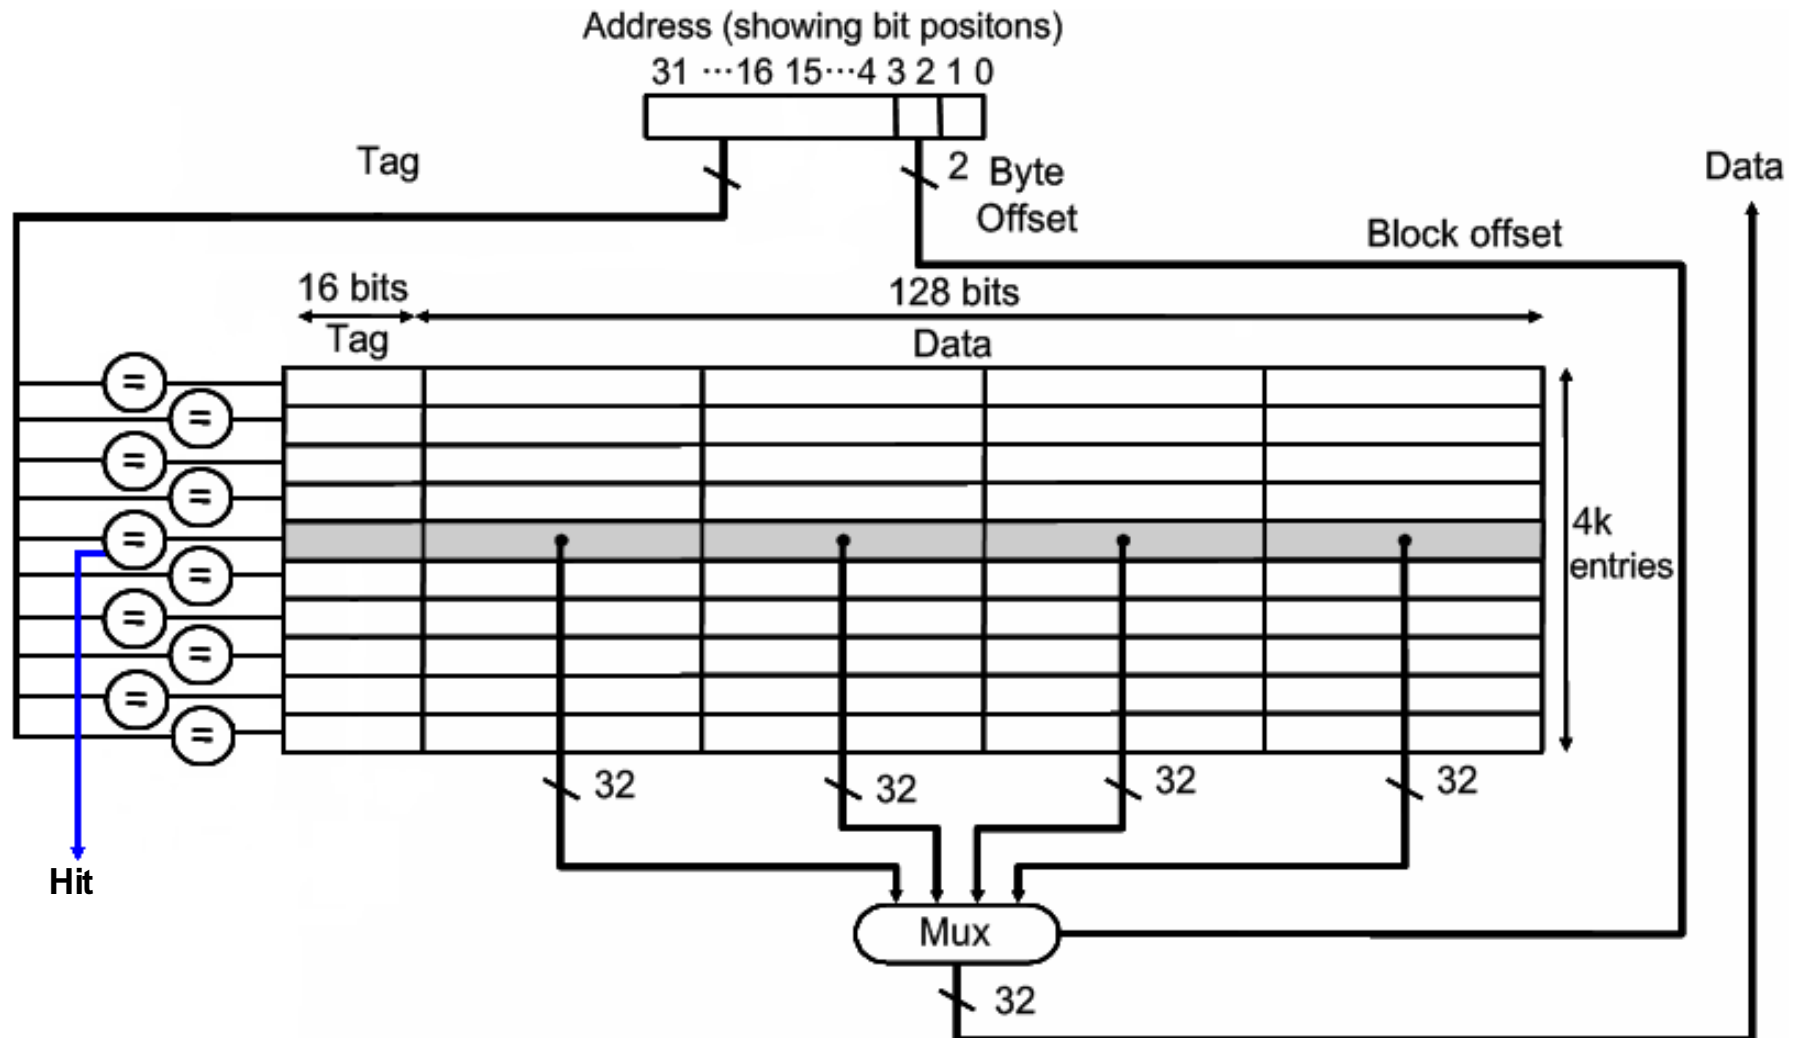 Address (showing bit positons)
31 ···16 15···4 3 2 1 0
Tag
2
Byte
Offset
Data
Block offset
16 bits
128 bits
Tag
Data
=
=
=
=
=
=
=
=
=
=
4k
entries
32
32
32
32
Hit
Mux
32